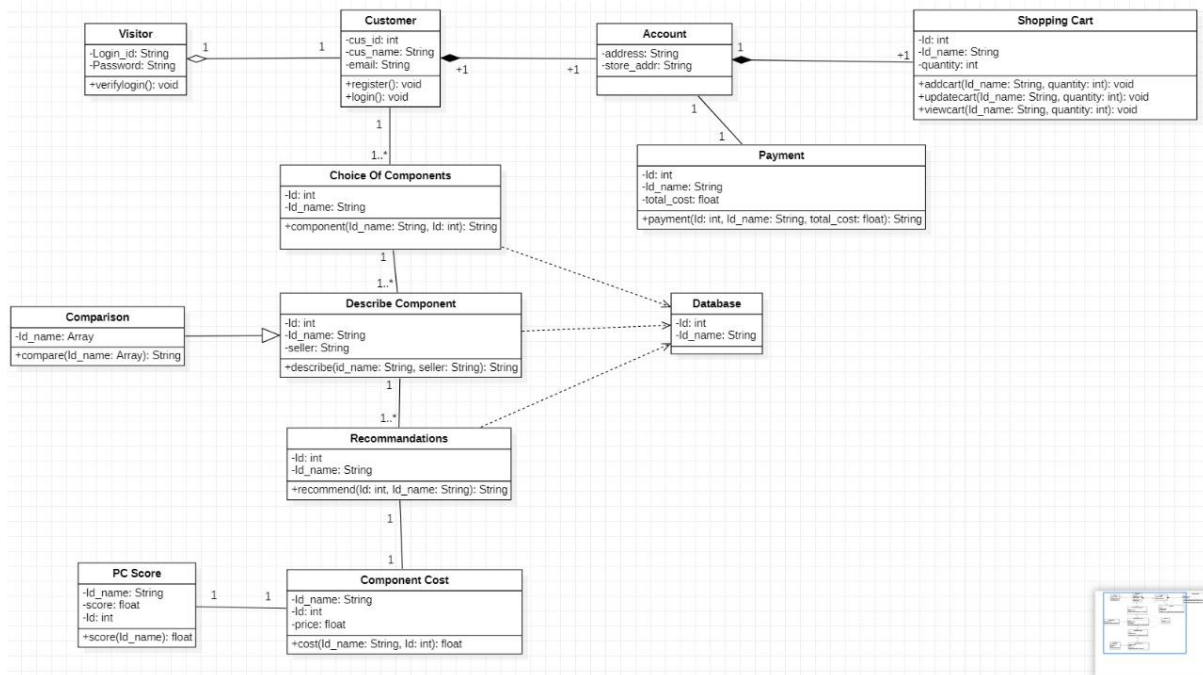 Visitor
-Login_id: String
-Password: String
+verifylogin(): void
1
1
Customer
-cus_id: int
-cus_name: String
-email: String
+register(): void
+login(): void
+1
+1
Account
-address: String
-store_addr: String
1
+1
Shopping Cart
-Id: int
-Id_name: String
-quantity: int
+addcart(Id_name: String, quantity: int): void
+updatecart(Id_name: String, quantity: int): void
+viewcart(Id_name: String, quantity: int): void
1
1
Payment
-Id: int
-Id_name: String
-total_cost: float
+payment(Id: int, Id_name: String, total_cost: float): String
1
1..*
Choice Of Components
-Id: int
-Id_name: String
+component(Id_name: String, Id: int): String
1
1..*
Comparison
-Id_name: Array
+compare(Id_name: Array): String
Describe Component
-Id: int
-Id_name: String
-seller: String
+describe(id_name: String, seller: String): String
Database
-Id: int
-Id_name: String
1
1..*
Recommandations
-Id: int
-Id_name: String
+recommend(Id: int, Id_name: String): String
1
1
PC Score
-Id_name: String
-score: float
-Id: int
+score(Id_name): float
1
1
Component Cost
-Id_name: String
-Id: int
-price: float
+cost(Id_name: String, Id: int): float